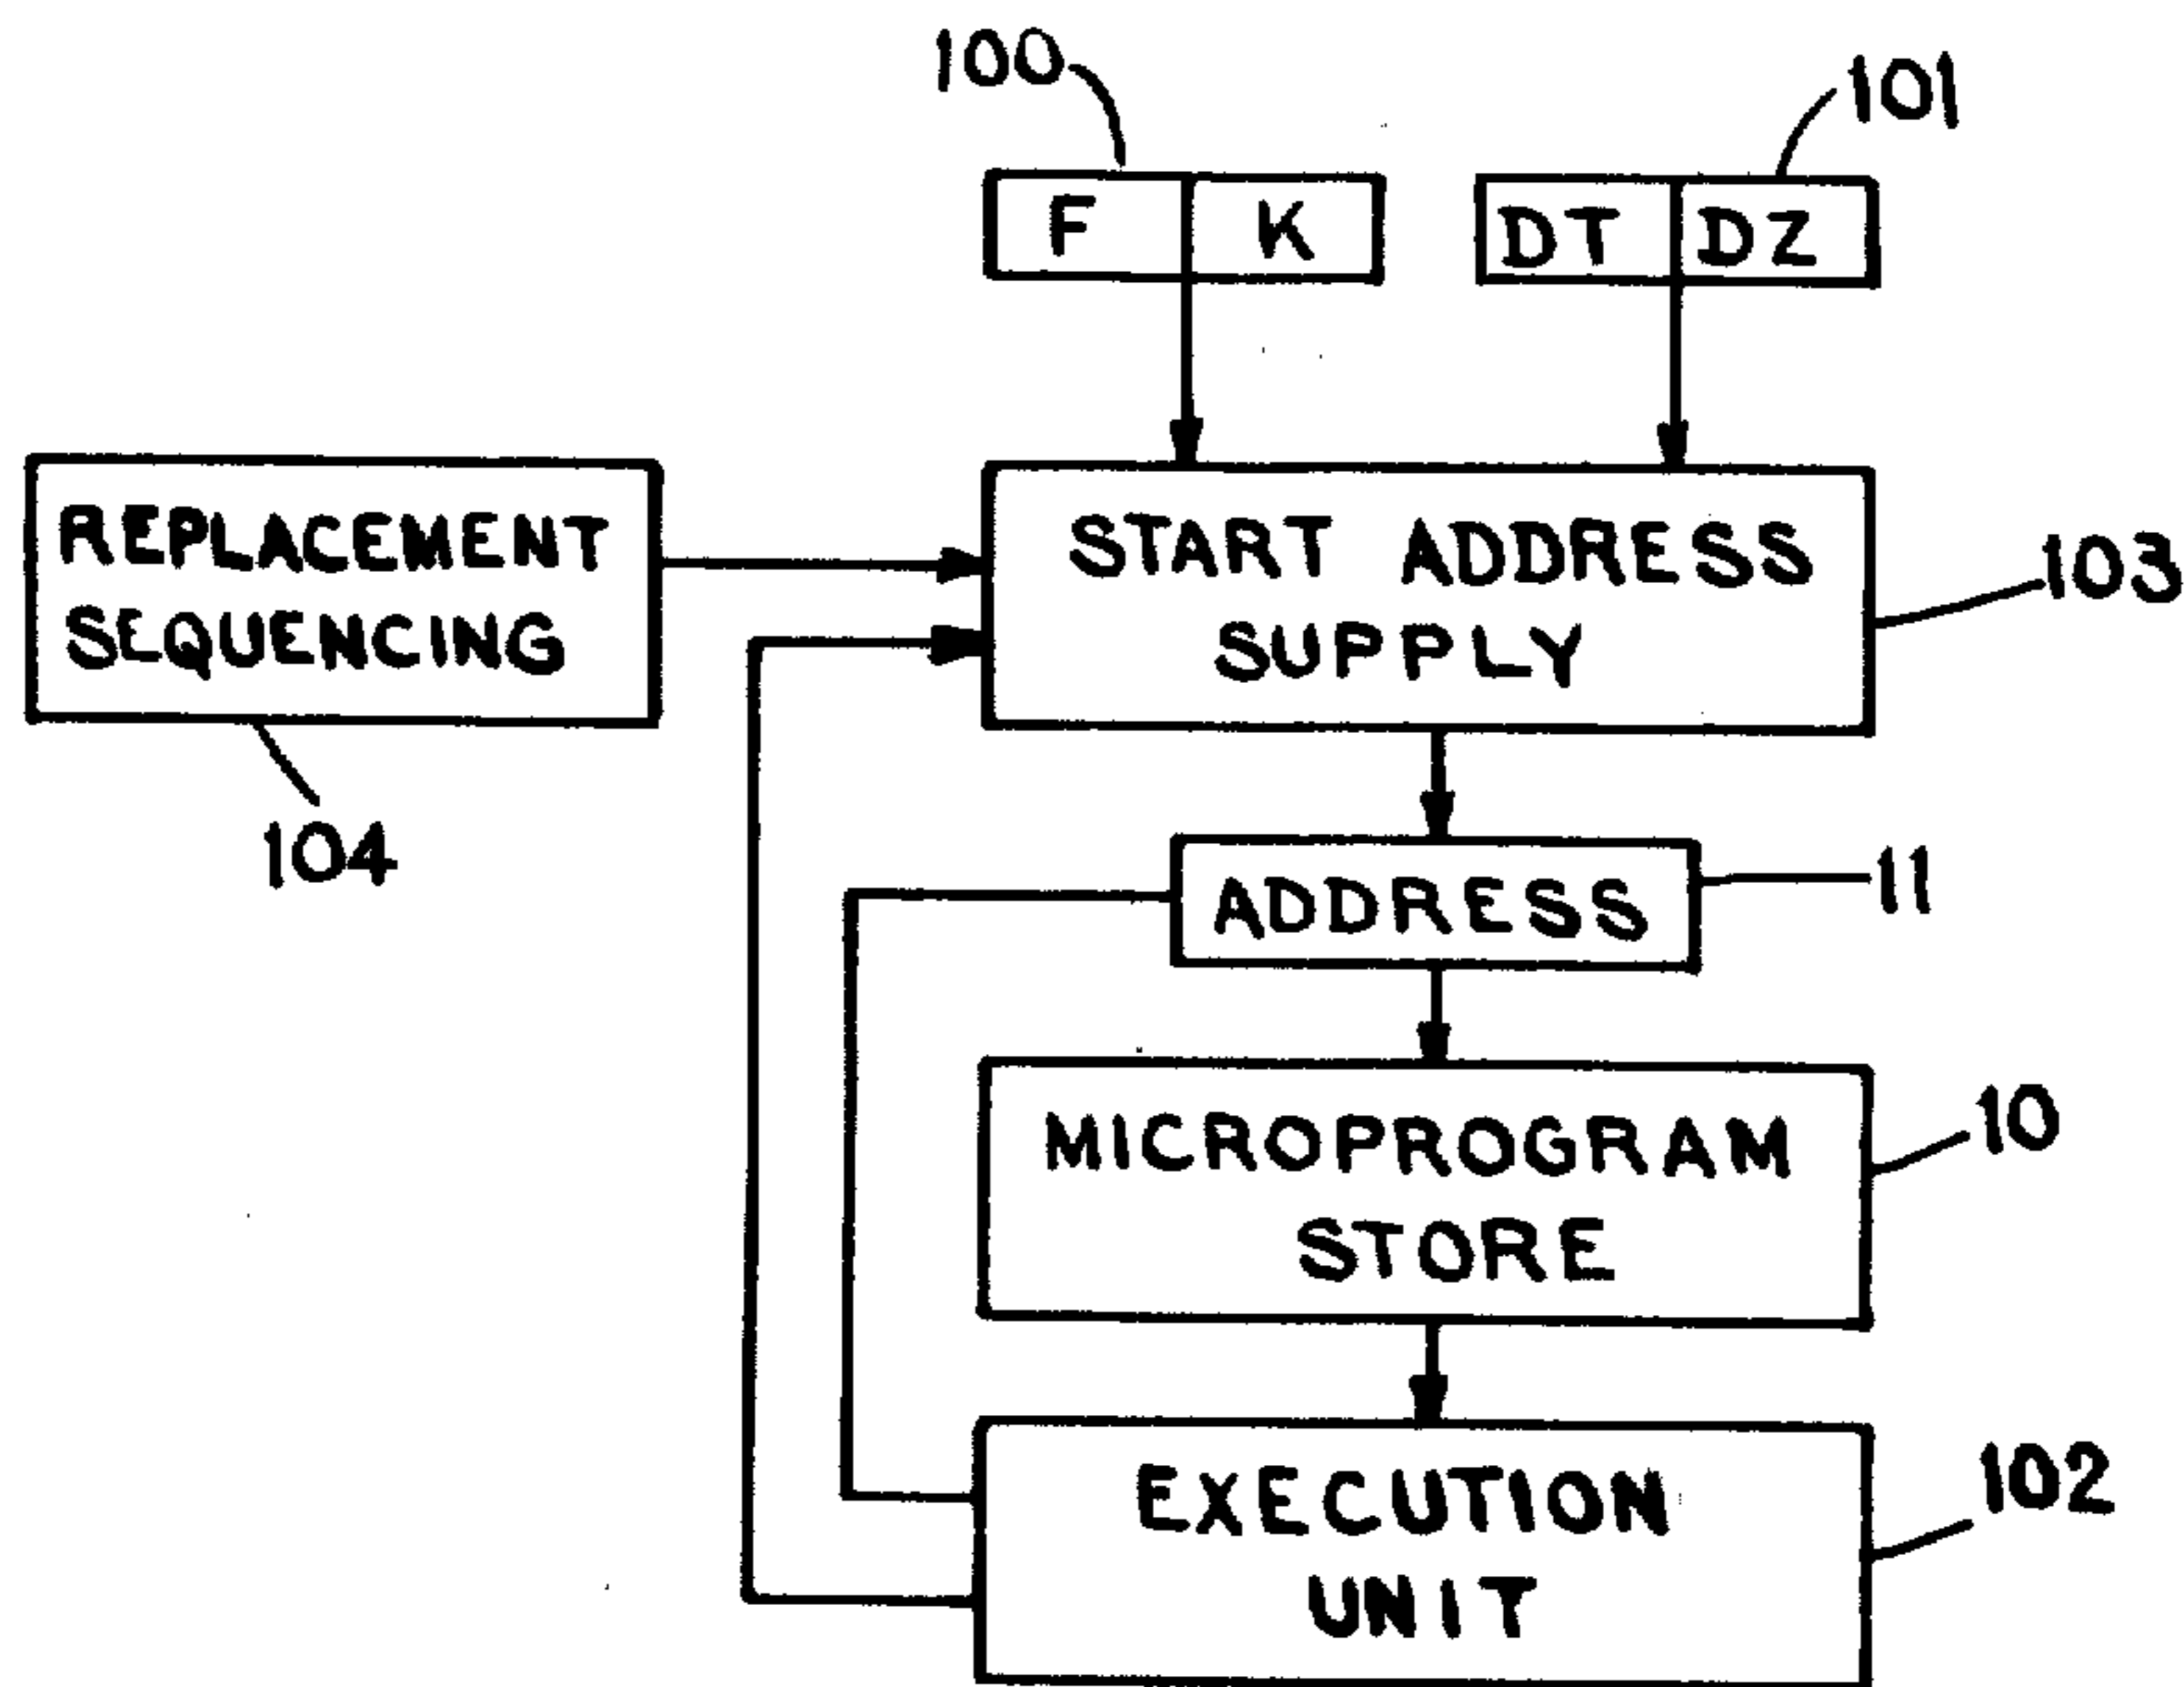 100
101
F K
DT DZ
REPLACEMENT
SEQUENCING
START ADDRESS
SUPPLY
103
104
ADDRESS
11
MICROPROGRAM
STORE
10
EXECUTION
UNIT
102